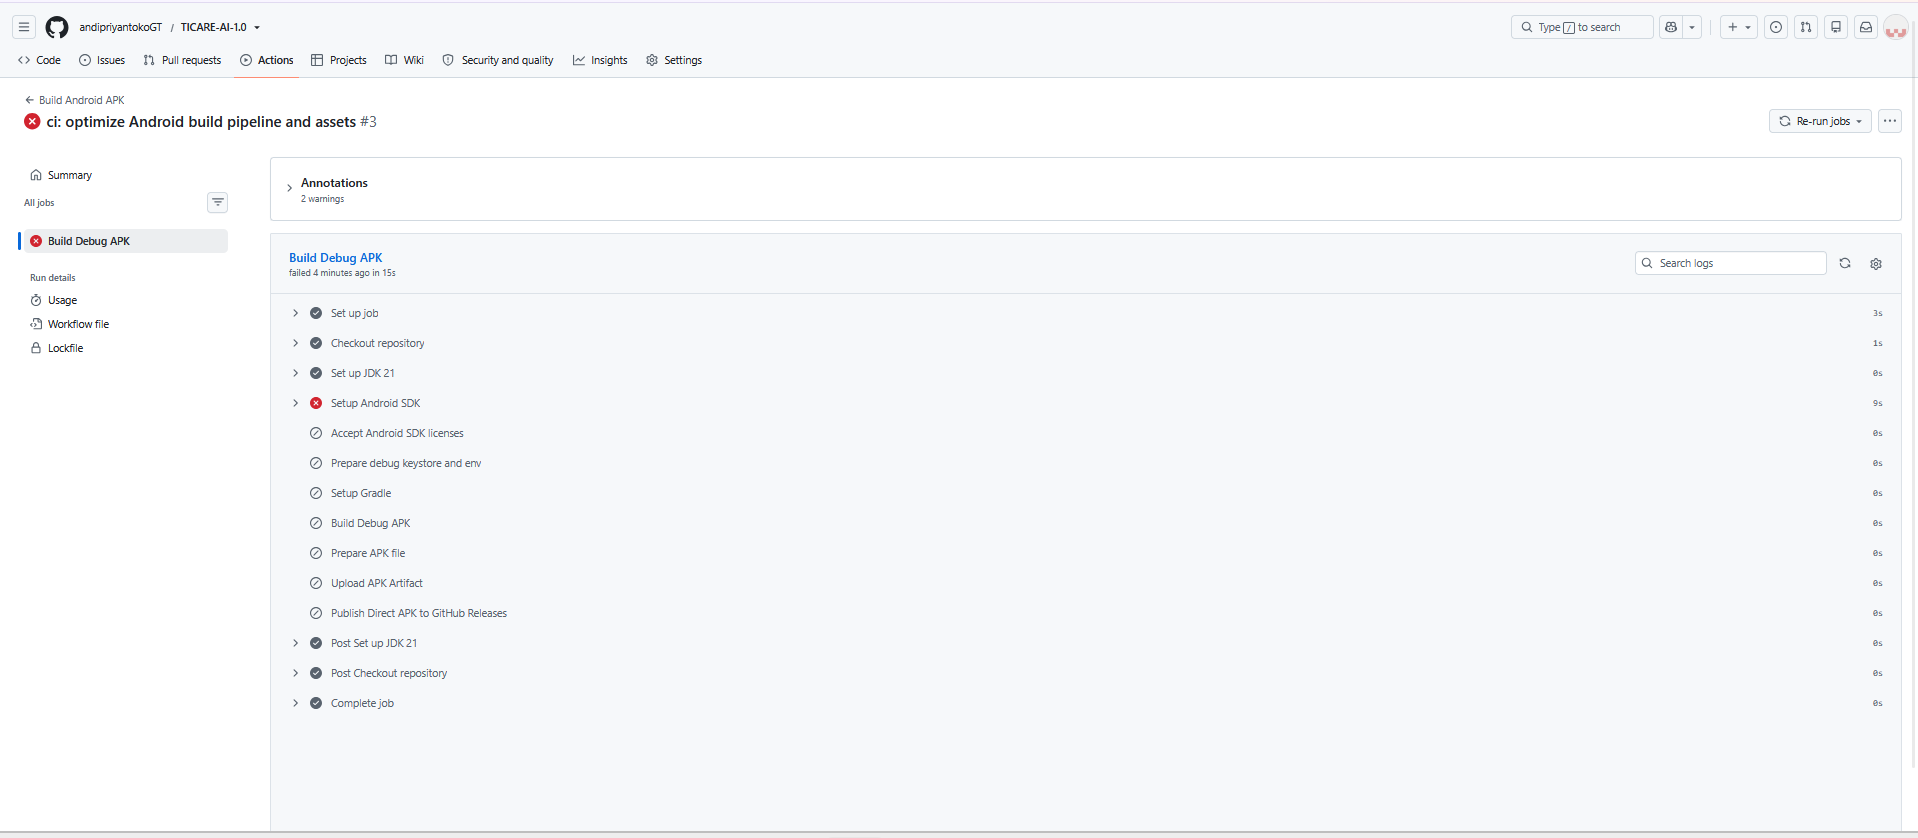 andipriyantokoGT / TICARE-AI-1.0
Type / to search
Code Issues Pull requests Actions Projects Wiki Security and quality Insights Settings
Build Android APK
ci: optimize Android build pipeline and assets #3
Re-run jobs
Summary
All jobs
Build Debug APK
Run details
Usage
Workflow file
Lockfile
Annotations
2 warnings
Build Debug APK
failed 4 minutes ago in 15s
Search logs
Set up job 3s
Checkout repository 1s
Set up JDK 21 0s
Setup Android SDK 9s
Accept Android SDK licenses 0s
Prepare debug keystore and env 0s
Setup Gradle 0s
Build Debug APK 0s
Prepare APK file 0s
Upload APK Artifact 0s
Publish Direct APK to GitHub Releases 0s
Post Set up JDK 21 0s
Post Checkout repository 0s
Complete job 0s